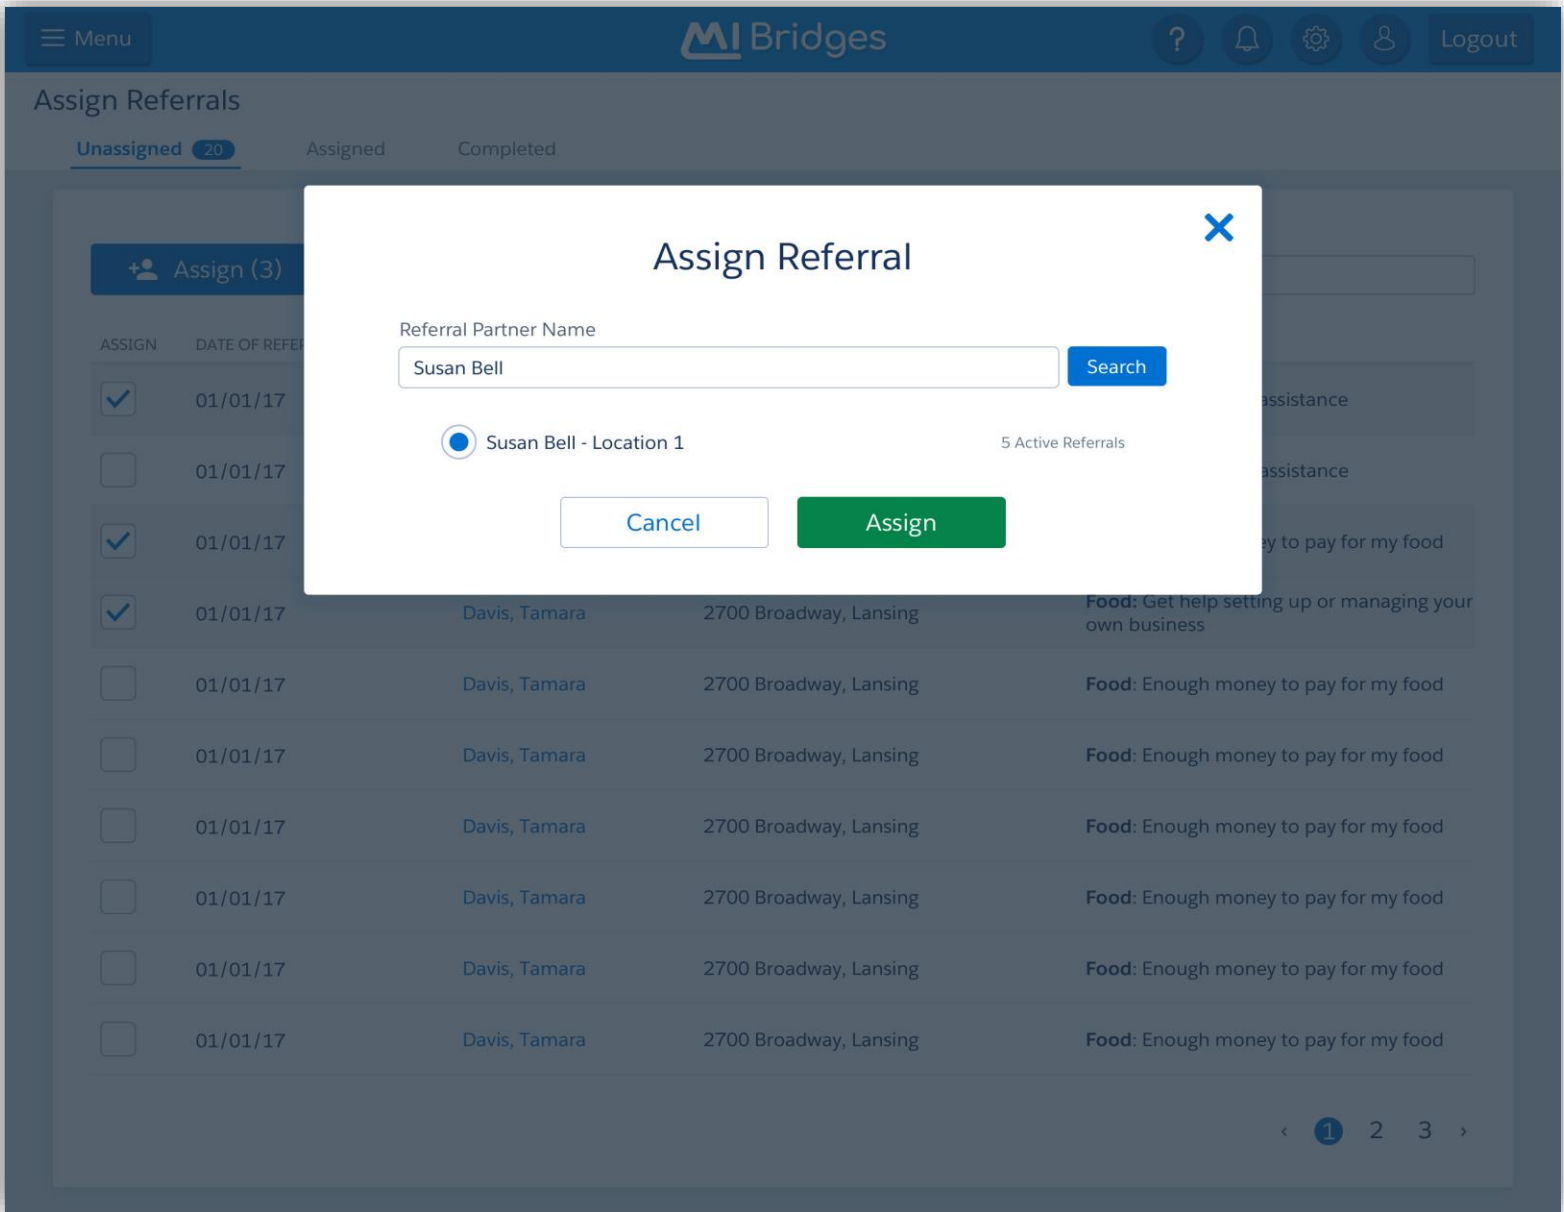 Menu
MI Bridges
?
Logout
Assign Referrals
Unassigned 20
Assigned
Completed
Assign (3)
Assign Referral
Referral Partner Name
Susan Bell
Search
Susan Bell - Location 1
5 Active Referrals
Cancel
Assign
ASSIGN
DATE OF REFER
01/01/17 assistance
01/01/17 assistance
01/01/17 ey to pay for my food
01/01/17 Davis, Tamara 2700 Broadway, Lansing Food: Get help setting up or managing your
own business
01/01/17 Davis, Tamara 2700 Broadway, Lansing Food: Enough money to pay for my food
01/01/17 Davis, Tamara 2700 Broadway, Lansing Food: Enough money to pay for my food
01/01/17 Davis, Tamara 2700 Broadway, Lansing Food: Enough money to pay for my food
01/01/17 Davis, Tamara 2700 Broadway, Lansing Food: Enough money to pay for my food
01/01/17 Davis, Tamara 2700 Broadway, Lansing Food: Enough money to pay for my food
01/01/17 Davis, Tamara 2700 Broadway, Lansing Food: Enough money to pay for my food
‹ 1 2 3 ›